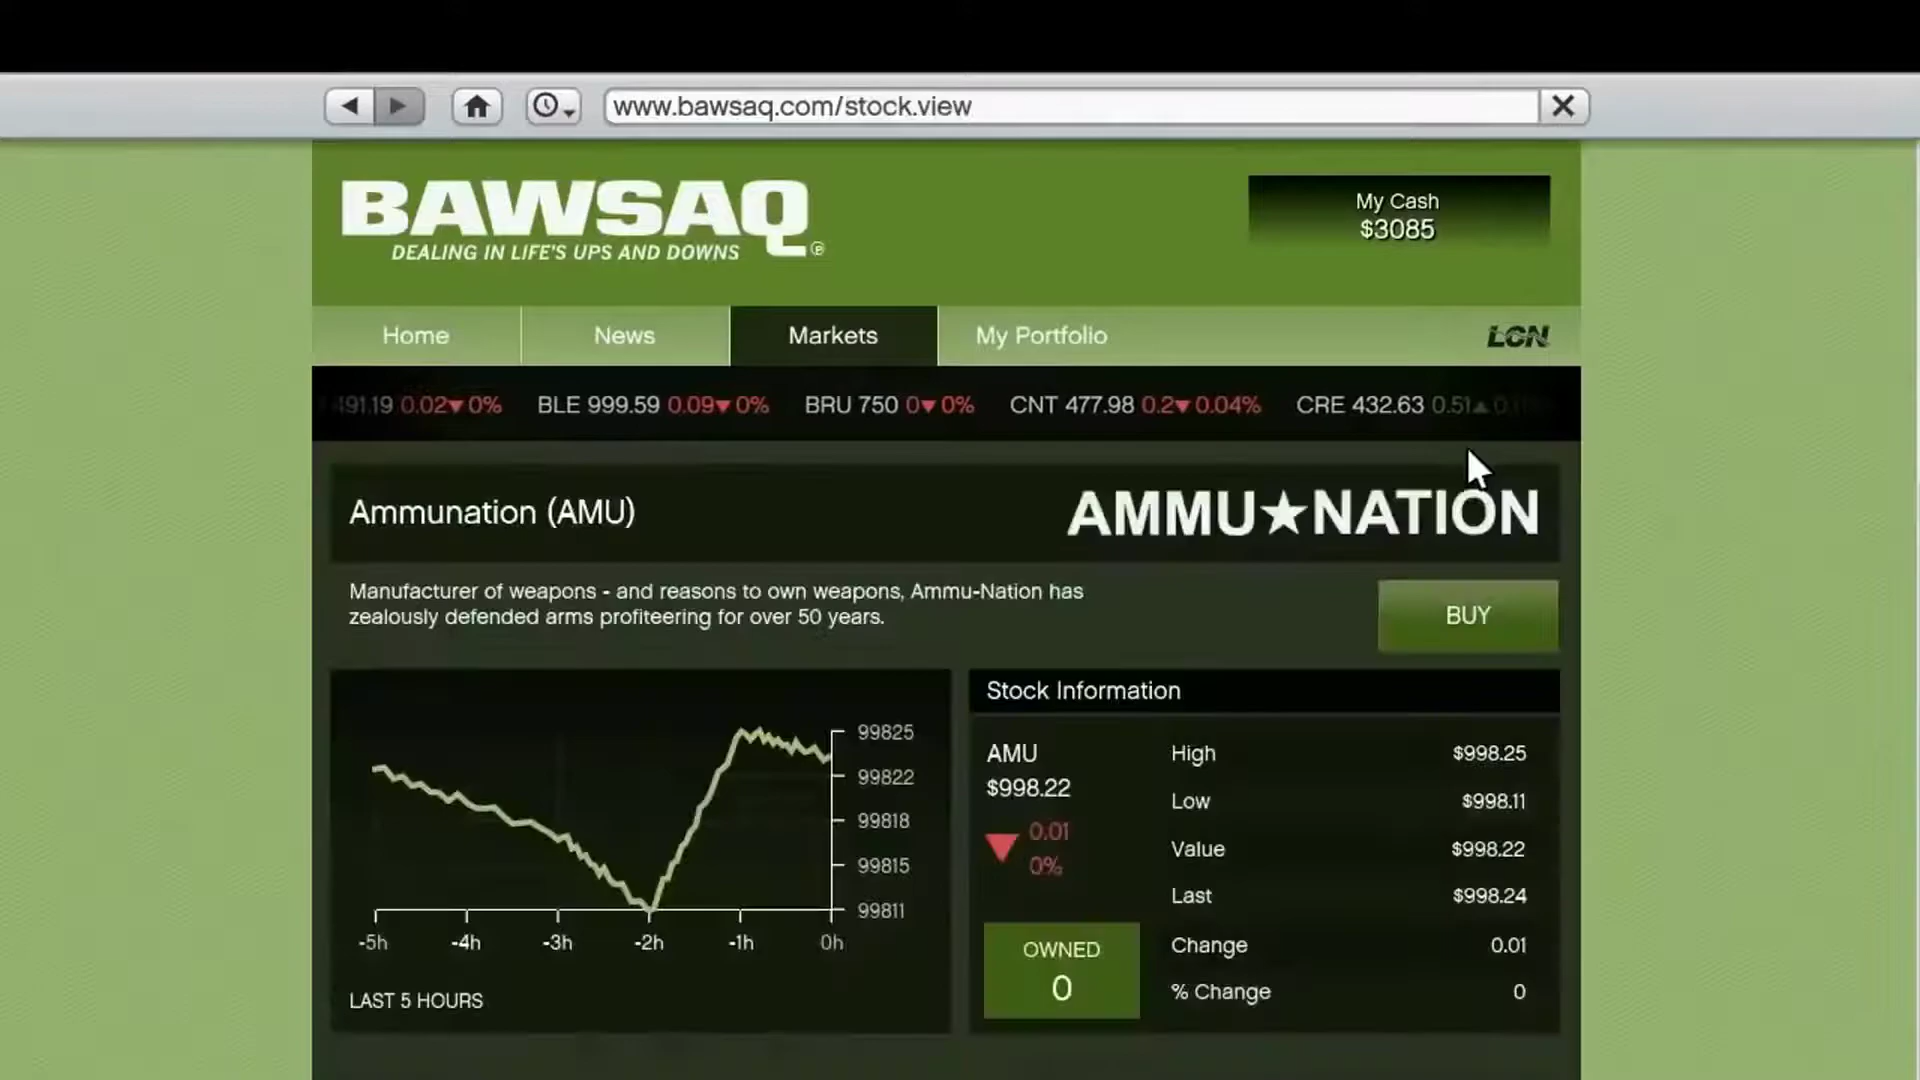 www.bawsaq.com/stock.view
BAWSAQ
DEALING IN LIFE'S UPS AND DOWNS
My Cash
$3085
Home News Markets My Portfolio LCN
491.19 0.02▼0% BLE 999.59 0.09▼0% BRU 750 0▼0% CNT 477.98 0.2▼0.04% CRE 432.63 0.51▲
Ammunation (AMU)
AMMU★NATION
Manufacturer of weapons - and reasons to own weapons, Ammu-Nation has
zealously defended arms profiteering for over 50 years.
BUY
99825
99822
99818
99815
99811
-5h -4h -3h -2h -1h 0h
LAST 5 HOURS
Stock Information
AMU
$998.22
▼ 0.01
0%
OWNED
0
High $998.25
Low $998.11
Value $998.22
Last $998.24
Change 0.01
% Change 0